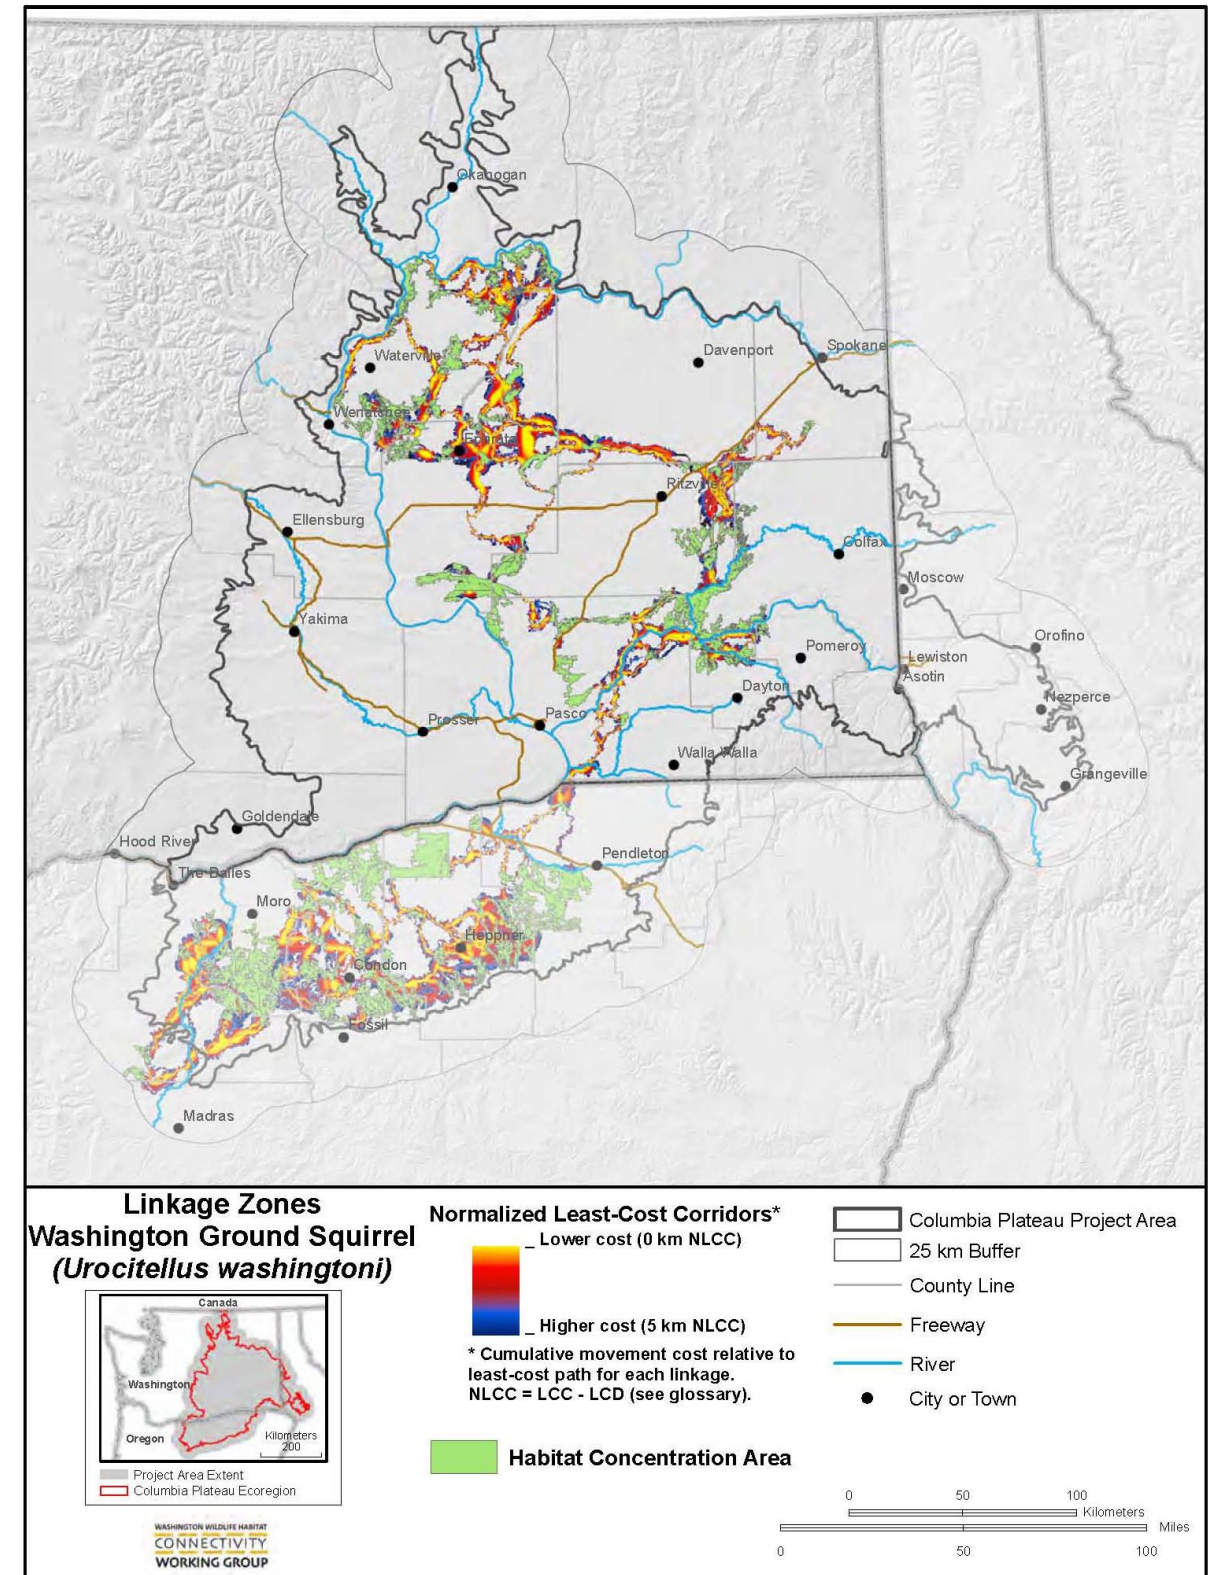 Okanogan
Waterville
Davenport
Spokane
Wenatchee
Ephrata
Ritzville
Ellensburg
Colfax
Moscow
Yakima
Orofino
Pomeroy
Lewiston
Asotin
Dayton
Nezperce
Prosser
Pasco
Walla Walla
Grangeville
Goldendale
Hood River
Pendleton
The Dalles
Moro
Heppner
Condon
Fossil
Madras
Linkage Zones
Washington Ground Squirrel
(Urocitellus washingtoni)
Canada
Washington
Oregon
Kilometers
200
Project Area Extent
Columbia Plateau Ecoregion
WASHINGTON WILDLIFE HABITAT
CONNECTIVITY
WORKING GROUP
Normalized Least-Cost Corridors*
_ Lower cost (0 km NLCC)
_ Higher cost (5 km NLCC)
* Cumulative movement cost relative to
least-cost path for each linkage.
NLCC = LCC - LCD (see glossary).
Habitat Concentration Area
Columbia Plateau Project Area
25 km Buffer
County Line
Freeway
River
City or Town
0 50 100
Kilometers
Miles
0 50 100